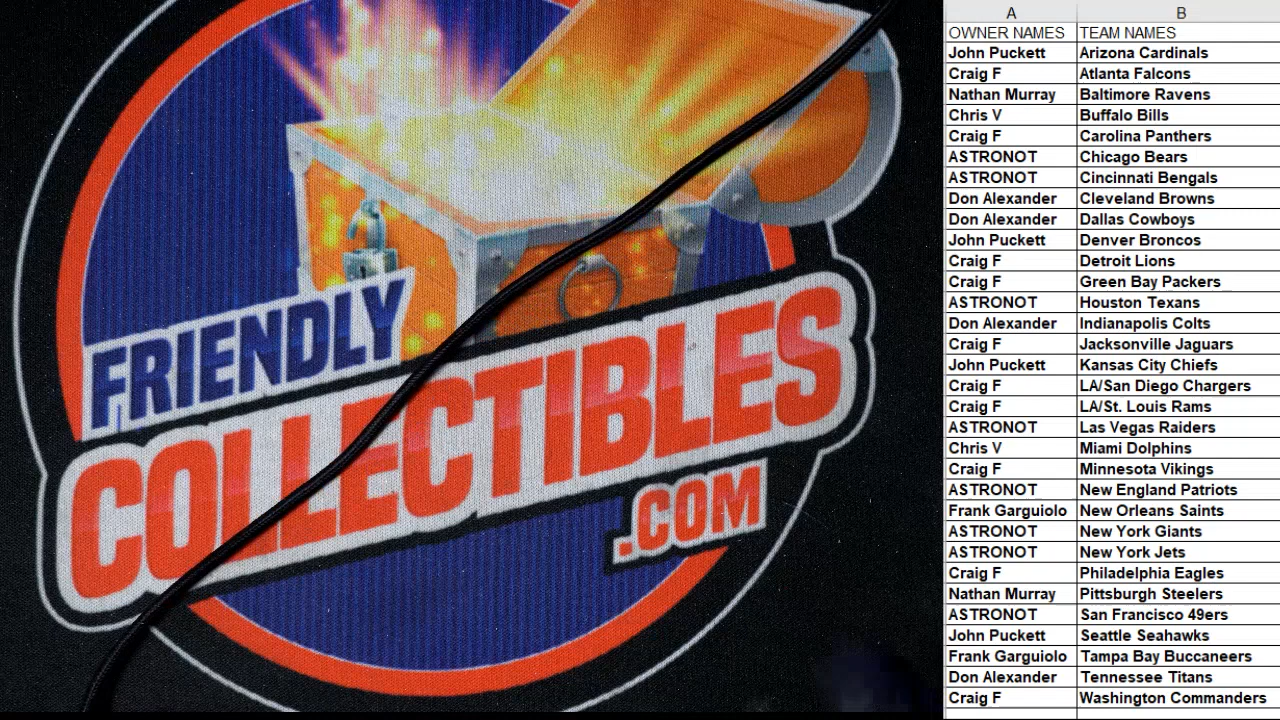 FRIENDLY
COLLECTIBLES
.COM
A B
OWNER NAMES TEAM NAMES
John Puckett Arizona Cardinals
Craig F Atlanta Falcons
Nathan Murray Baltimore Ravens
Chris V Buffalo Bills
Craig F Carolina Panthers
ASTRONOT Chicago Bears
ASTRONOT Cincinnati Bengals
Don Alexander Cleveland Browns
Don Alexander Dallas Cowboys
John Puckett Denver Broncos
Craig F Detroit Lions
Craig F Green Bay Packers
ASTRONOT Houston Texans
Don Alexander Indianapolis Colts
Craig F Jacksonville Jaguars
John Puckett Kansas City Chiefs
Craig F LA/San Diego Chargers
Craig F LA/St. Louis Rams
ASTRONOT Las Vegas Raiders
Chris V Miami Dolphins
Craig F Minnesota Vikings
ASTRONOT New England Patriots
Frank Garguiolo New Orleans Saints
ASTRONOT New York Giants
ASTRONOT New York Jets
Craig F Philadelphia Eagles
Nathan Murray Pittsburgh Steelers
ASTRONOT San Francisco 49ers
John Puckett Seattle Seahawks
Frank Garguiolo Tampa Bay Buccaneers
Don Alexander Tennessee Titans
Craig F Washington Commanders